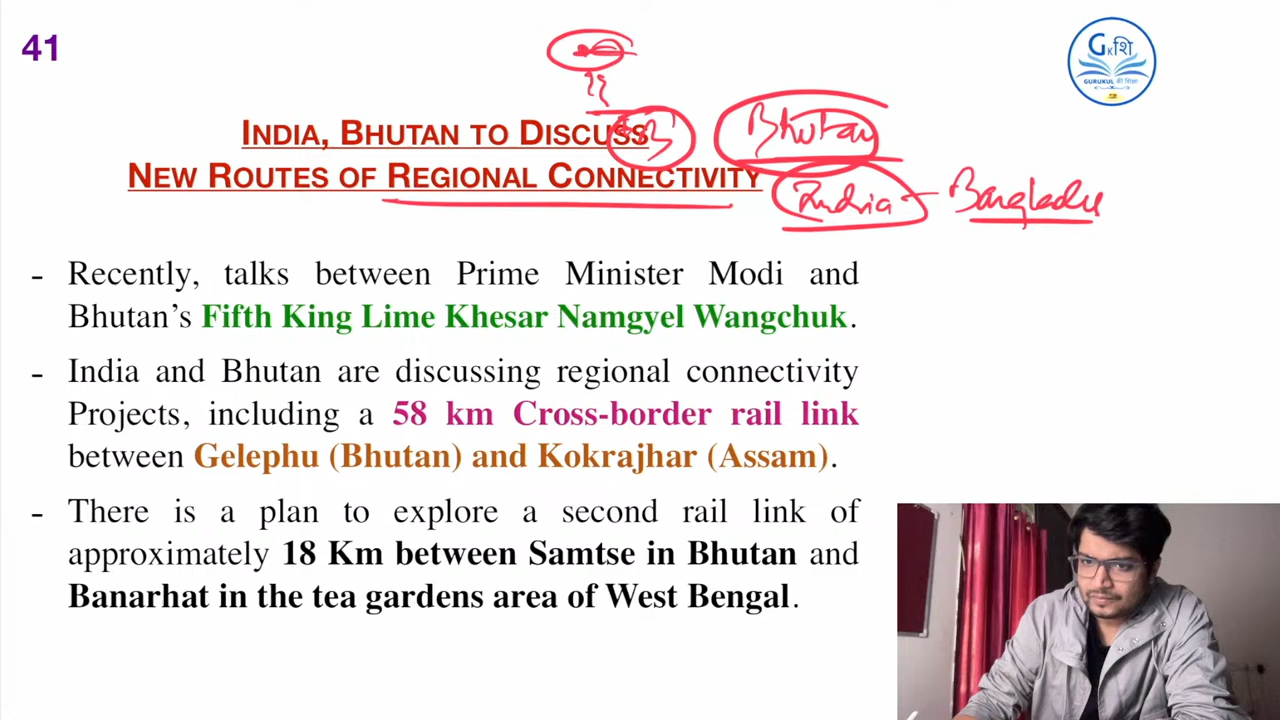 41
GKशि
GURUKUL की शिक्षा
INDIA, BHUTAN TO DISCUSS
NEW ROUTES OF REGIONAL CONNECTIVITY
Bhutan
India - Bangladesh
- Recently, talks between Prime Minister Modi and
Bhutan’s Fifth King Lime Khesar Namgyel Wangchuk.
- India and Bhutan are discussing regional connectivity
Projects, including a 58 km Cross-border rail link
between Gelephu (Bhutan) and Kokrajhar (Assam).
- There is a plan to explore a second rail link of
approximately 18 Km between Samtse in Bhutan and
Banarhat in the tea gardens area of West Bengal.